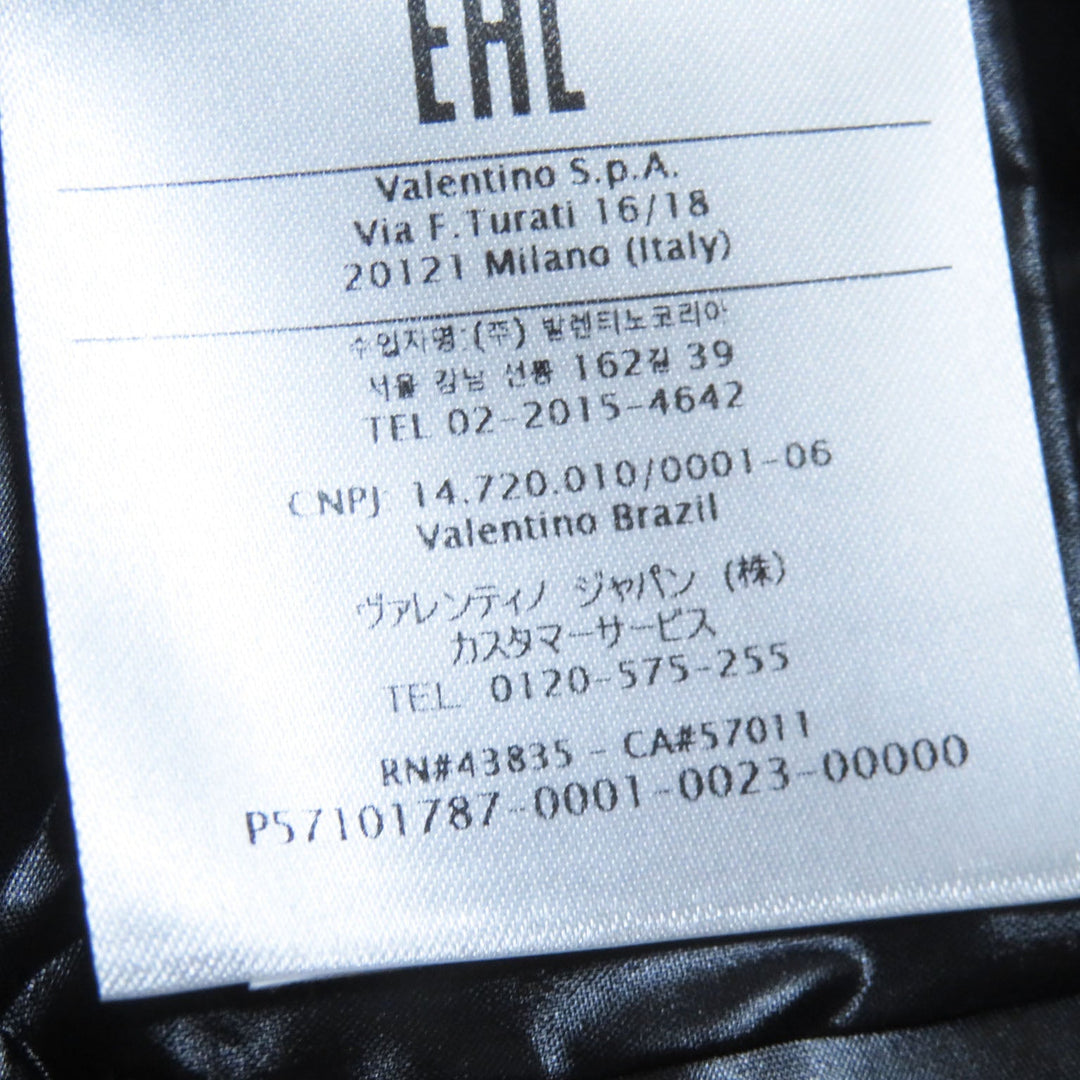 EAC
Valentino S.p.A.
Via F. Turati 16/18
20121 Milano (Italy)
수입자명:(주) 발렌티노코리아
서울 강남 선릉 162길 39
TEL 02-2015-4642
CNPJ 14.720.010/0001-06
Valentino Brazil
ヴァレンティノ ジャパン (株)
カスタマーサービス
TEL. 0120-575-255
RN#43835 - CA#57011
P57101787-0001-0023-00000